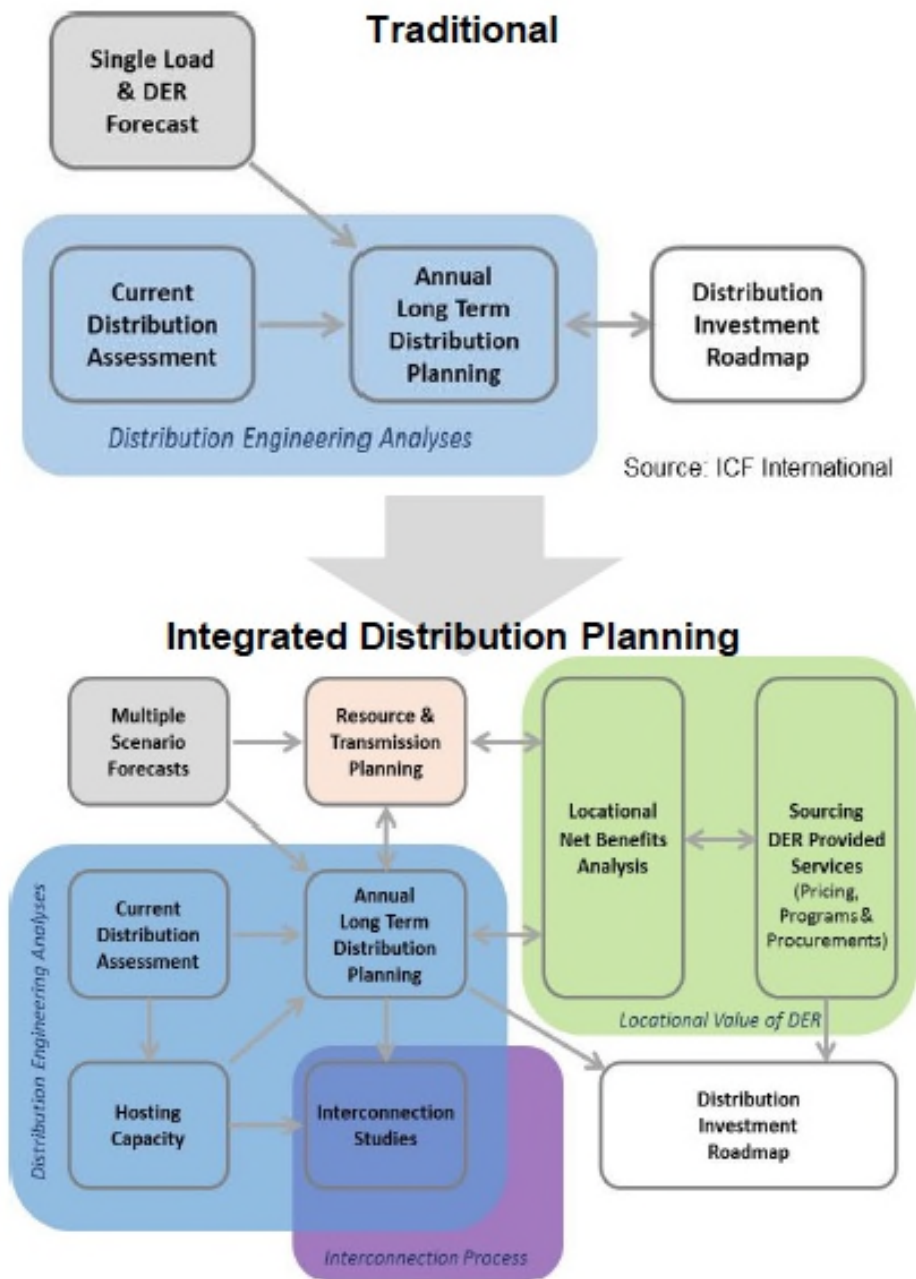 Traditional
Single Load
& DER
Forecast
Current
Distribution
Assessment
Annual
Long Term
Distribution
Planning
Distribution
Investment
Roadmap
Distribution Engineering Analyses
Source: ICF International
Integrated Distribution Planning
Multiple
Scenario
Forecasts
Resource &
Transmission
Planning
Locational
Net Benefits
Analysis
Sourcing
DER Provided
Services
(Pricing,
Programs &
Procurements)
Locational Value of DER
Distribution Engineering Analyses
Current
Distribution
Assessment
Annual
Long Term
Distribution
Planning
Hosting
Capacity
Interconnection
Studies
Distribution
Investment
Roadmap
Interconnection Process